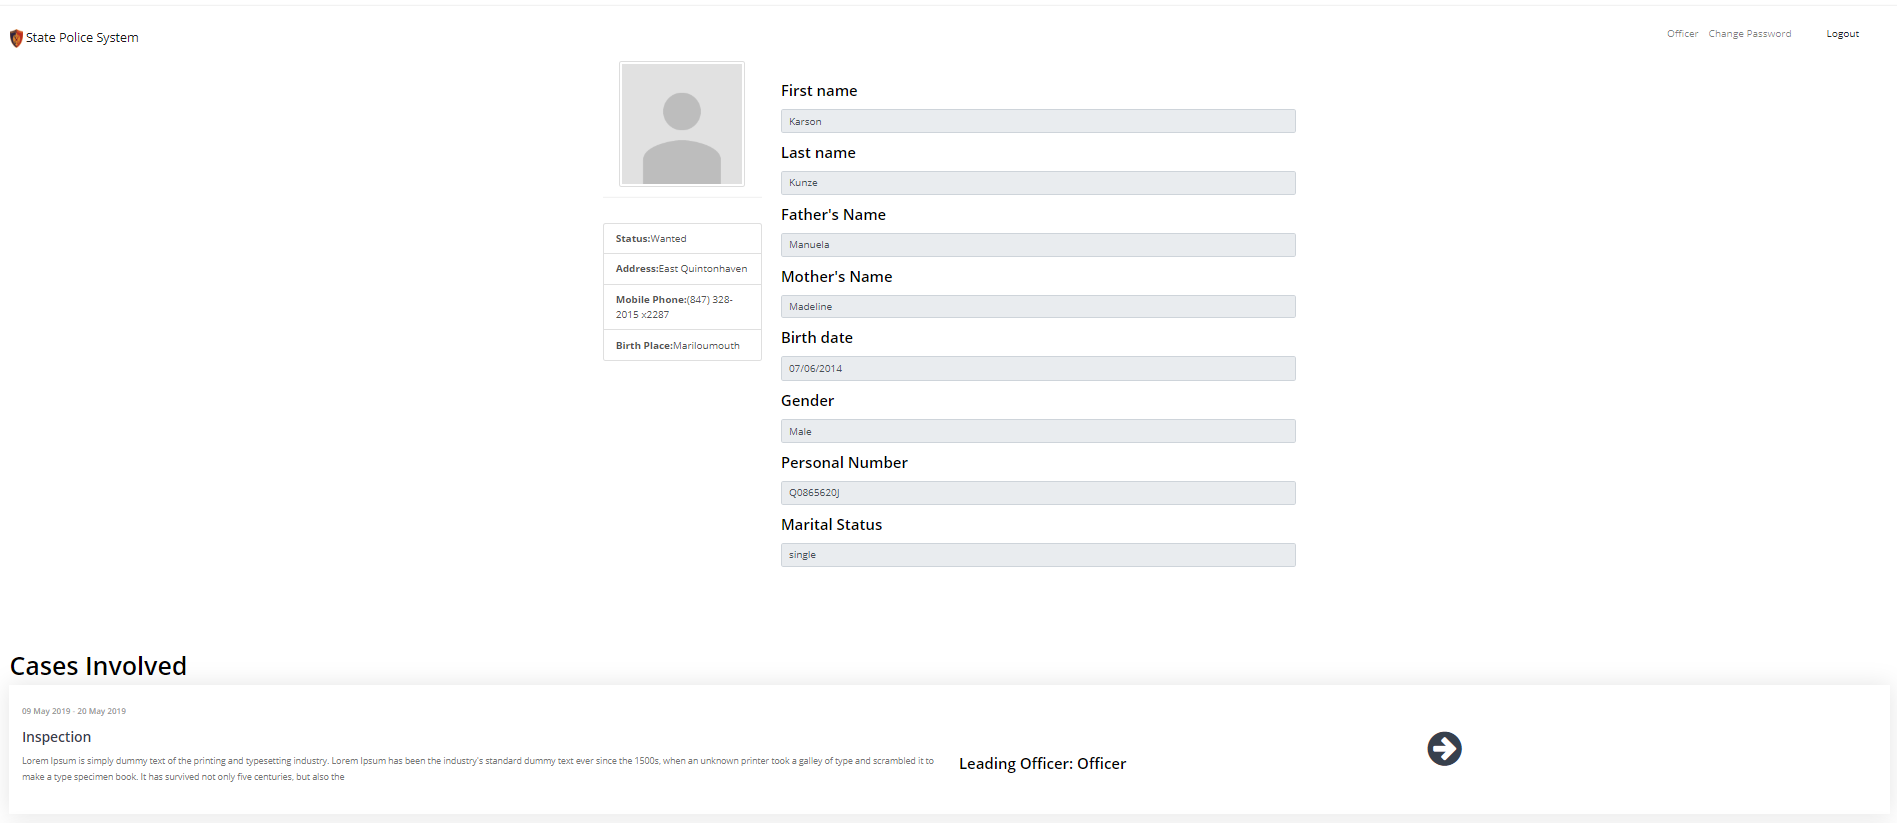 State Police System
Officer Change Password Logout
Status:Wanted
Address:East Quintonhaven
Mobile Phone:(847) 328-
2015 x2287
Birth Place:Mariloumouth
First name
Karson
Last name
Kunze
Father's Name
Manuela
Mother's Name
Madeline
Birth date
07/06/2014
Gender
Male
Personal Number
Q0865620J
Marital Status
single
Cases Involved
09 May 2019 - 20 May 2019
Inspection
Lorem Ipsum is simply dummy text of the printing and typesetting industry. Lorem Ipsum has been the industry's standard dummy text ever since the 1500s, when an unknown printer took a galley of type and scrambled it to
make a type specimen book. It has survived not only five centuries, but also the
Leading Officer: Officer